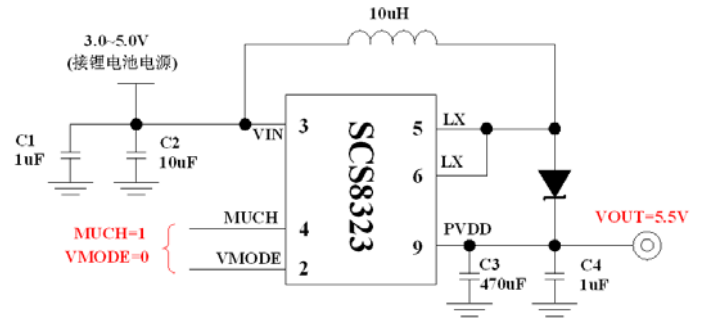 10uH
3.0~5.0V
(接锂电池电源)
C1
1uF
C2
10uF
VIN
3
SCS8323
5
LX
6
LX
MUCH
4
MUCH=1
VMODE=0
VMODE
2
9
PVDD
VOUT=5.5V
C3
470uF
C4
1uF